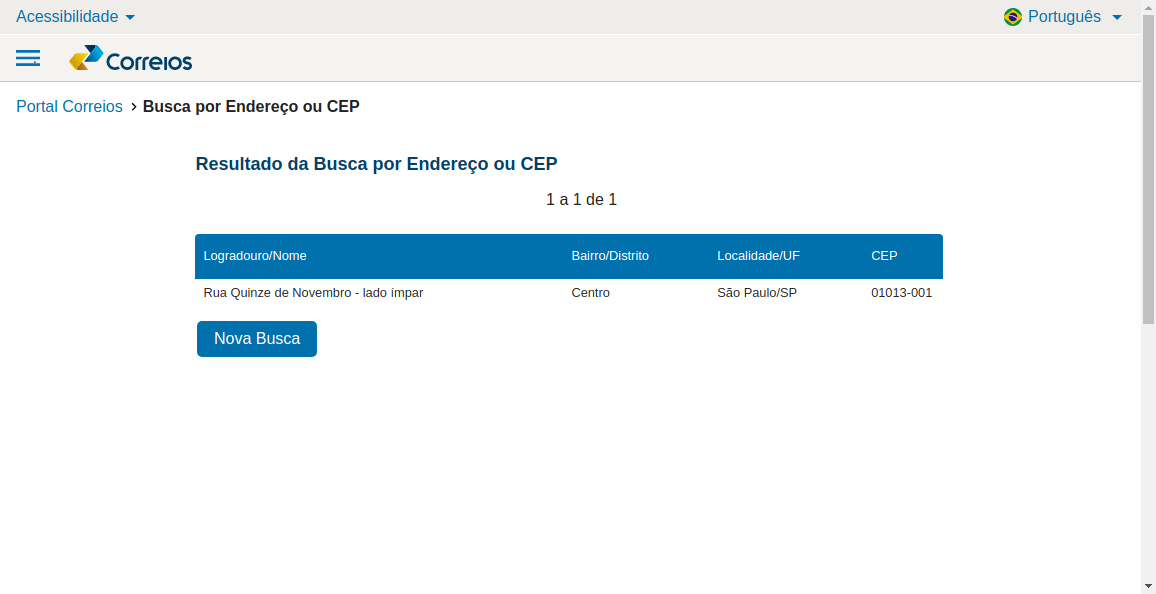 Acessibilidade Português
Correios
Portal Correios › Busca por Endereço ou CEP
Resultado da Busca por Endereço ou CEP
1 a 1 de 1
Logradouro/Nome Bairro/Distrito Localidade/UF CEP
Rua Quinze de Novembro - lado ímpar Centro São Paulo/SP 01013-001
Nova Busca